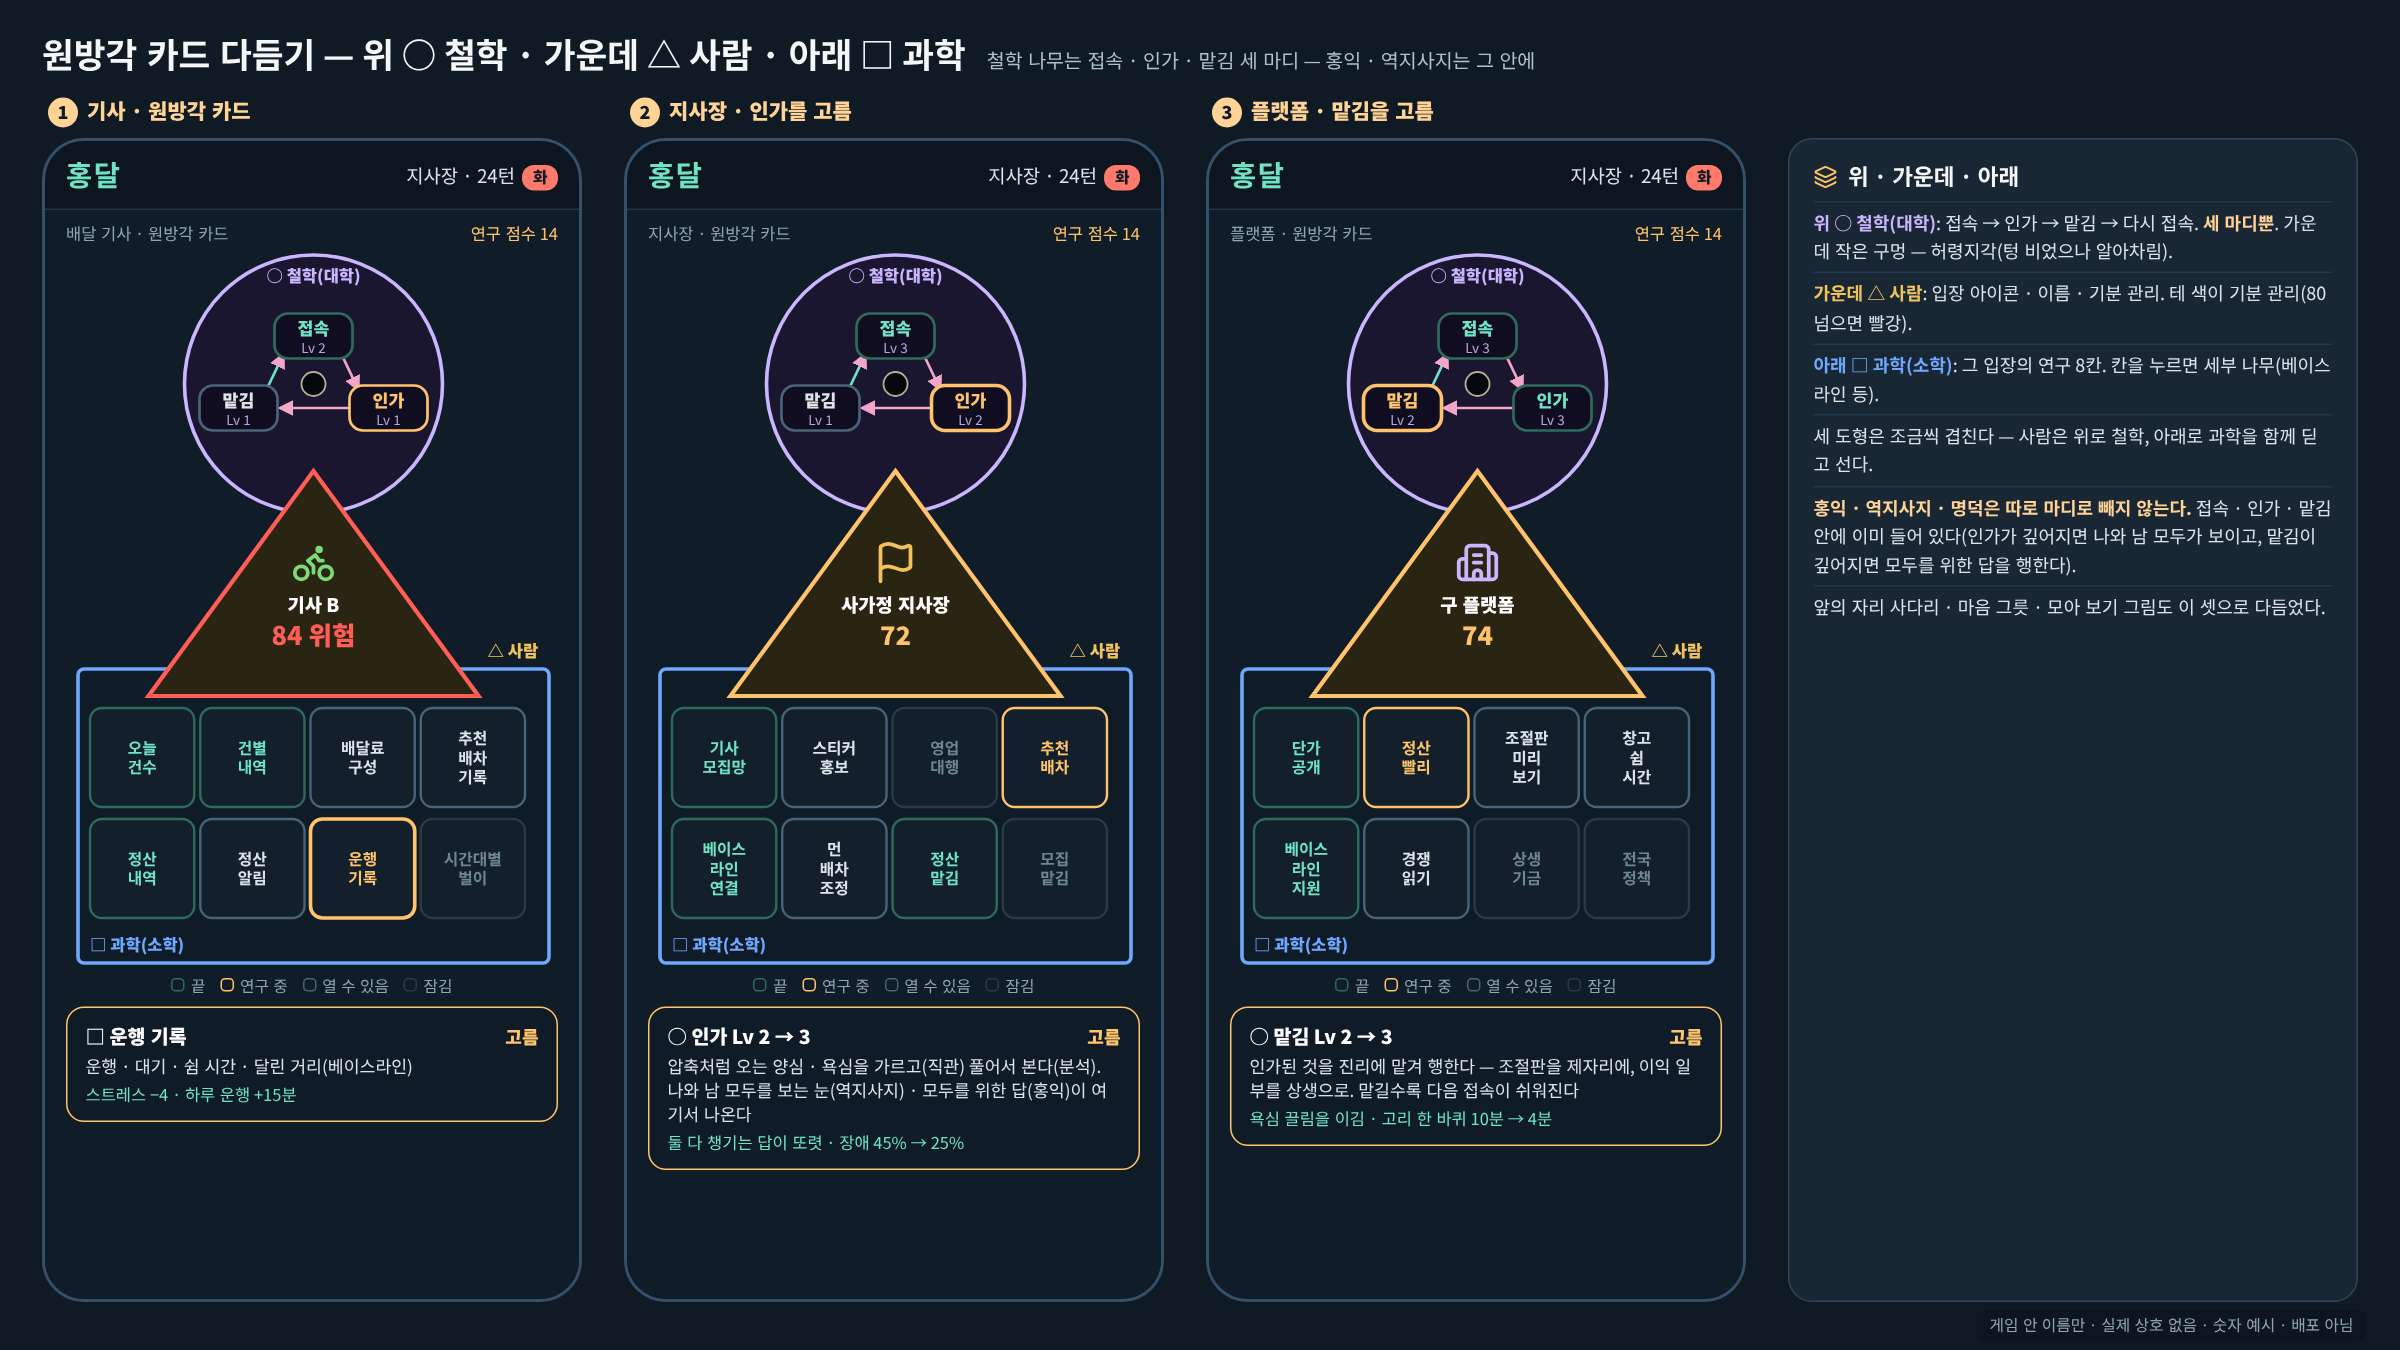 원방각 카드 다듬기 — 위 ○ 철학 · 가운데 △ 사람 · 아래 □ 과학
철학 나무는 접속 · 인가 · 맡김 세 마디 — 홍익 · 역지사지는 그 안에
1 기사 · 원방각 카드
홍달
지사장 · 24턴 화
배달 기사 · 원방각 카드
연구 점수 14
○ 철학(대학)
접속
Lv 2
맡김
Lv 1
인가
Lv 1
기사 B
84 위험
△ 사람
오늘
건수
건별
내역
배달료
구성
추천
배차
기록
정산
내역
정산
알림
운행
기록
시간대별
벌이
□ 과학(소학)
끝
연구 중
열 수 있음
잠김
□ 운행 기록
고름
운행 · 대기 · 쉼 시간 · 달린 거리(베이스라인)
스트레스 −4 · 하루 운행 +15분
2 지사장 · 인가를 고름
홍달
지사장 · 24턴 화
지사장 · 원방각 카드
연구 점수 14
○ 철학(대학)
접속
Lv 3
맡김
Lv 1
인가
Lv 2
사가정 지사장
72
△ 사람
기사
모집망
스티커
홍보
영업
대행
추천
배차
베이스
라인
연결
먼
배차
조정
정산
맡김
모집
맡김
□ 과학(소학)
끝
연구 중
열 수 있음
잠김
○ 인가 Lv 2 → 3
고름
압축처럼 오는 양심 · 욕심을 가르고(직관) 풀어서 본다(분석).
나와 남 모두를 보는 눈(역지사지) · 모두를 위한 답(홍익)이 여
기서 나온다
둘 다 챙기는 답이 또렷 · 장애 45% → 25%
3 플랫폼 · 맡김을 고름
홍달
지사장 · 24턴 화
플랫폼 · 원방각 카드
연구 점수 14
○ 철학(대학)
접속
Lv 3
맡김
Lv 2
인가
Lv 3
구 플랫폼
74
△ 사람
단가
공개
정산
빨리
조절판
미리
보기
창고
쉼
시간
베이스
라인
지원
경쟁
읽기
상생
기금
전국
정책
□ 과학(소학)
끝
연구 중
열 수 있음
잠김
○ 맡김 Lv 2 → 3
고름
인가된 것을 진리에 맡겨 행한다 — 조절판을 제자리에, 이익 일
부를 상생으로. 맡길수록 다음 접속이 쉬워진다
욕심 끌림을 이김 · 고리 한 바퀴 10분 → 4분
위 · 가운데 · 아래
위 ○ 철학(대학): 접속 → 인가 → 맡김 → 다시 접속. 세 마디뿐. 가운
데 작은 구멍 — 허령지각(텅 비었으나 알아차림).
가운데 △ 사람: 입장 아이콘 · 이름 · 기분 관리. 테 색이 기분 관리(80
넘으면 빨강).
아래 □ 과학(소학): 그 입장의 연구 8칸. 칸을 누르면 세부 나무(베이스
라인 등).
세 도형은 조금씩 겹친다 — 사람은 위로 철학, 아래로 과학을 함께 딛
고 선다.
홍익 · 역지사지 · 명덕은 따로 마디로 빼지 않는다. 접속 · 인가 · 맡김
안에 이미 들어 있다(인가가 깊어지면 나와 남 모두가 보이고, 맡김이
깊어지면 모두를 위한 답을 행한다).
앞의 자리 사다리 · 마음 그릇 · 모아 보기 그림도 이 셋으로 다듬었다.
게임 안 이름만 · 실제 상호 없음 · 숫자 예시 · 배포 아님